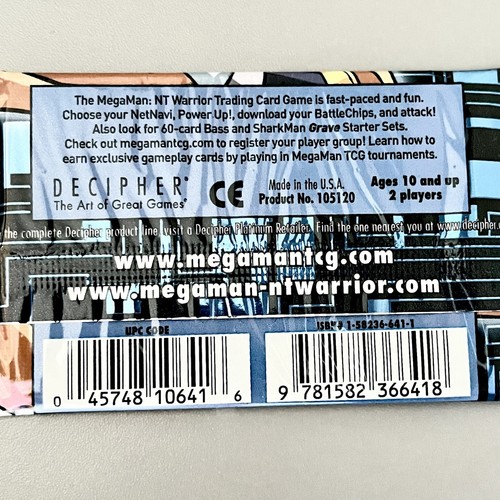 The MegaMan: NT Warrior Trading Card Game is fast-paced and fun.
Choose your NetNavi, Power Up!, download your BattleChips, and attack!
Also look for 60-card Bass and SharkMan Grave Starter Sets.
Check out megamantcg.com to register your player group! Learn how to
earn exclusive gameplay cards by playing in MegaMan TCG tournaments.
DECIPHER®
The Art of Great Games®
CE
Made in the U.S.A.
Product No. 105120
Ages 10 and up
2 players
the complete Decipher product line, visit a Decipher Platinum Retailer. Find the one nearest you at www.decipher.c
www.megamantcg.com
www.megaman-ntwarrior.com
UPC CODE
0 45748 10641 6
ISBN# 1-58236-641-1
9 781582 366418